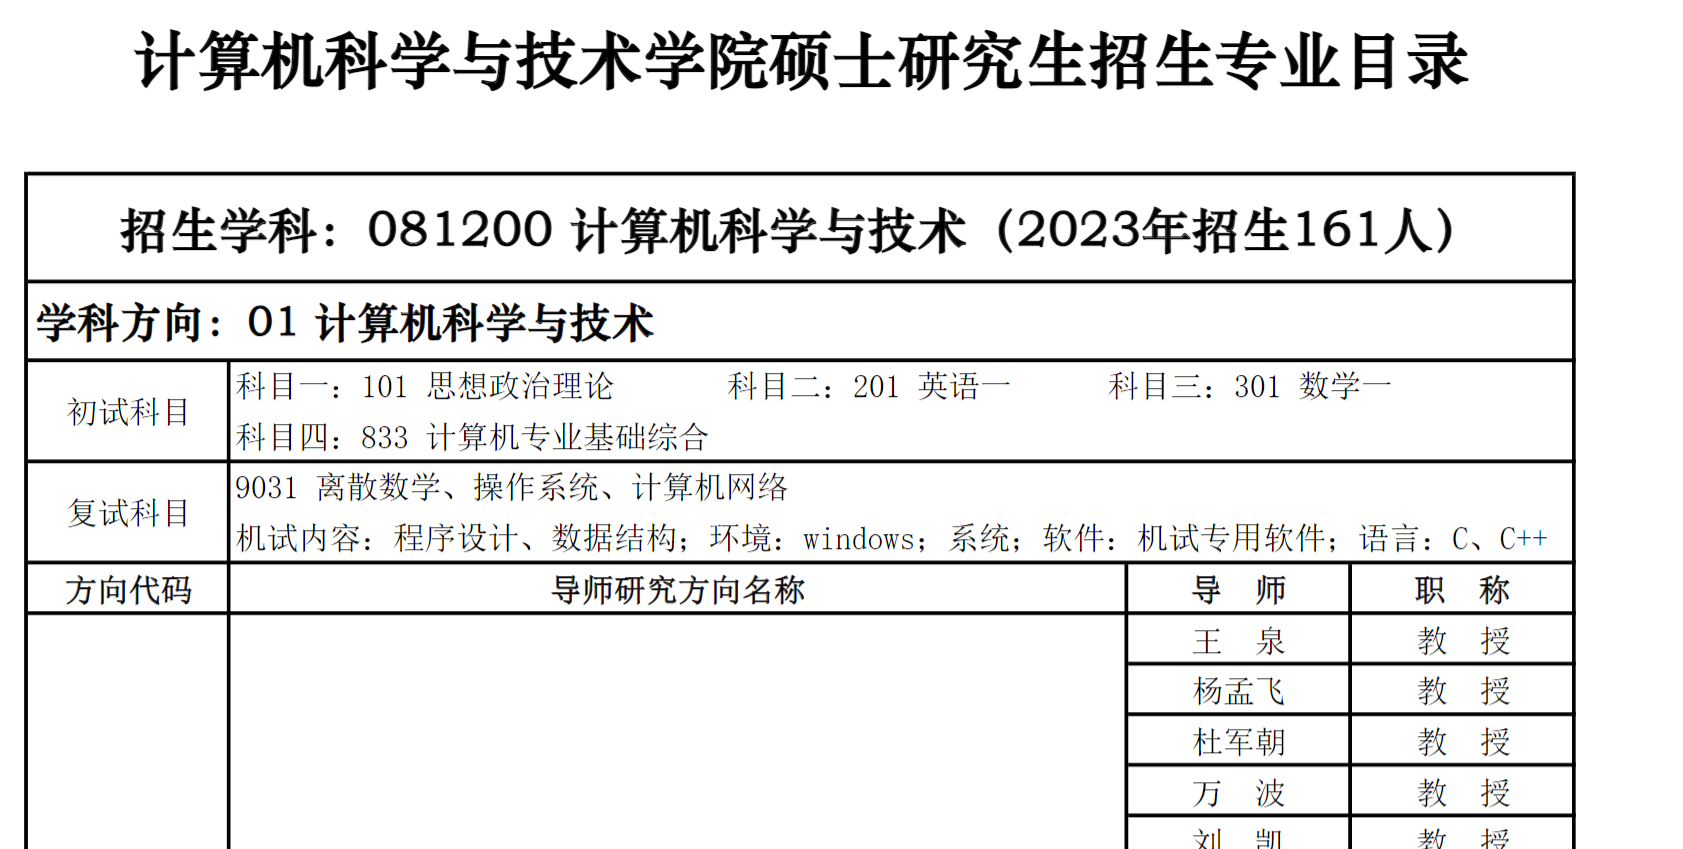 计算机科学与技术学院硕士研究生招生专业目录
招生学科：081200 计算机科学与技术（2023年招生161人）
学科方向：01 计算机科学与技术
初试科目
科目一：101 思想政治理论 科目二：201 英语一 科目三：301 数学一
科目四：833 计算机专业基础综合
复试科目
9031 离散数学、操作系统、计算机网络
机试内容：程序设计、数据结构；环境：windows；系统；软件：机试专用软件；语言：C、C++
方向代码 导师研究方向名称 导 师 职 称
王 泉 教 授
杨孟飞 教 授
杜军朝 教 授
万 波 教 授
刘 凯 教 授